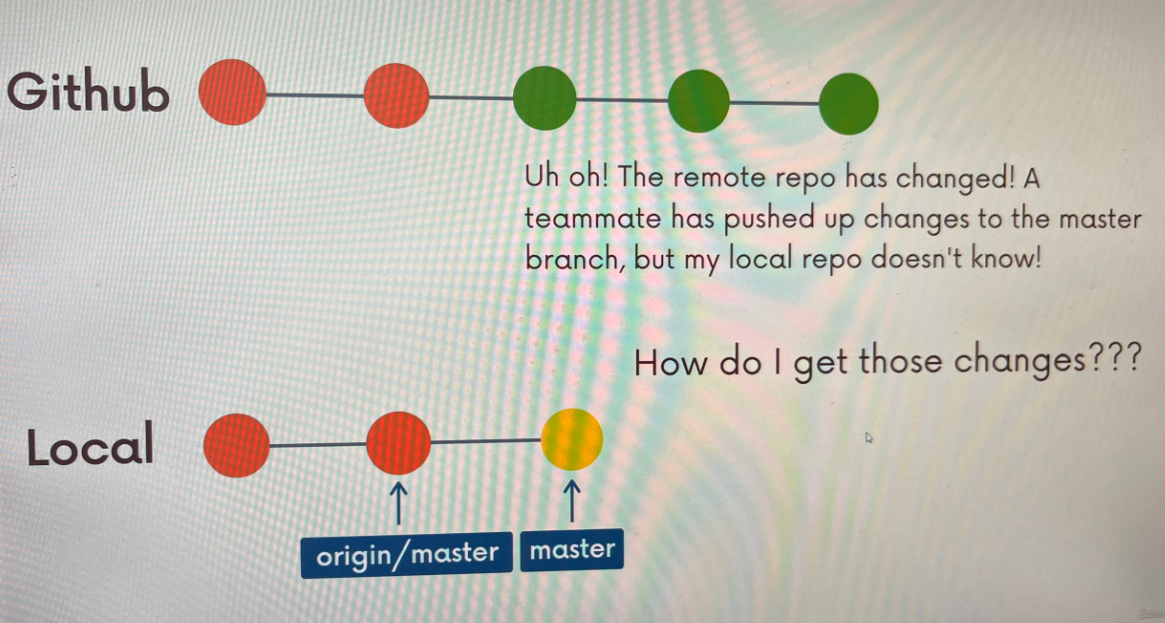 Github
Uh oh! The remote repo has changed! A
teammate has pushed up changes to the master
branch, but my local repo doesn't know!
How do I get those changes???
Local
origin/master
master